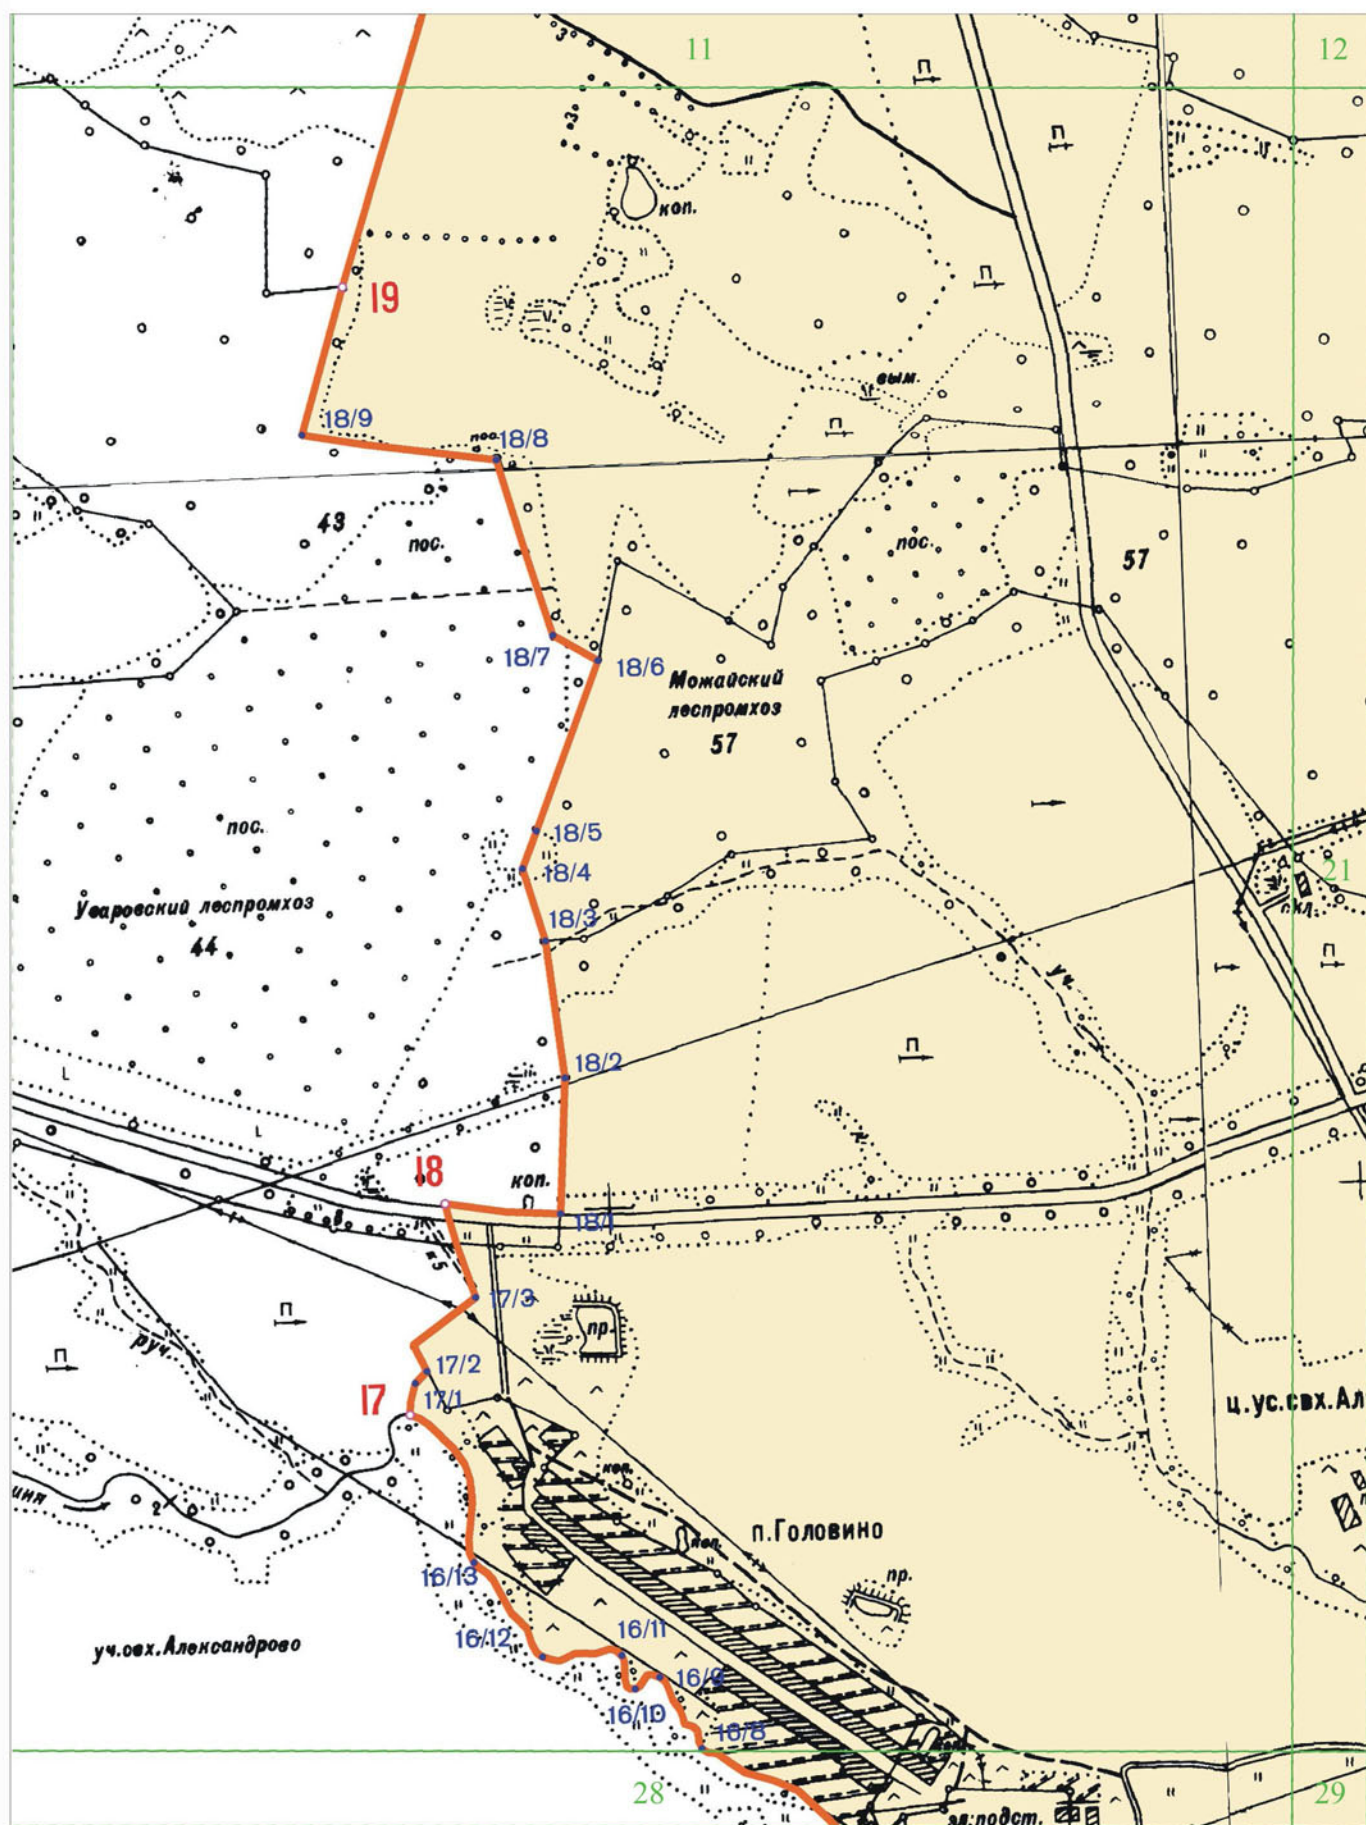 11
12
П
З
П
коп.
П
19
вым.
П
18/9
18/8
43
пос.
пос.
57
18/7
18/6
Можайский
леспромхоз
57
пос.
18/5
18/4
21
Уваровский леспромхоз
44
18/3
П
П
18/2
L
L
18
коп.
18/1
П
17/3
пр.
руч.
П
17/2
17
17/1
ц.ус.свх.Ал
коп.
2
п.Головино
коп.
16/13
пр.
16/12
16/11
уч.свх.Александрово
16/9
16/10
16/8
28
29
эл.подст.